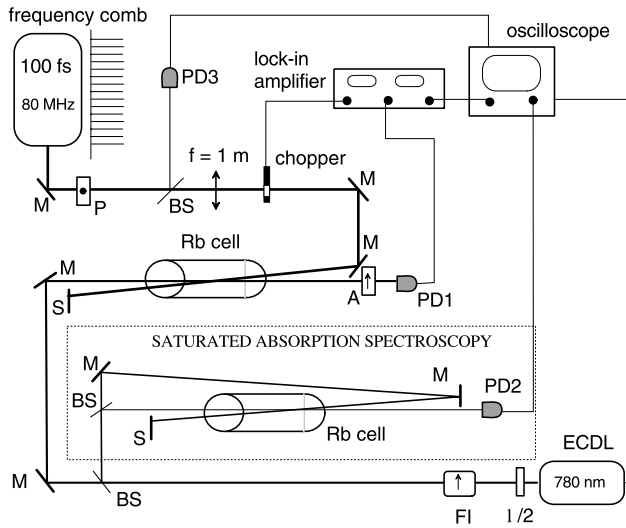 frequency comb
100 fs
80 MHz
PD3
lock-in
amplifier
oscilloscope
f = 1 m
chopper
M
P
BS
M
Rb cell
M
M
S
A
PD1
SATURATED ABSORPTION SPECTROSCOPY
M
M
PD2
BS
S
Rb cell
ECDL
M
BS
FI
1 /2
780 nm